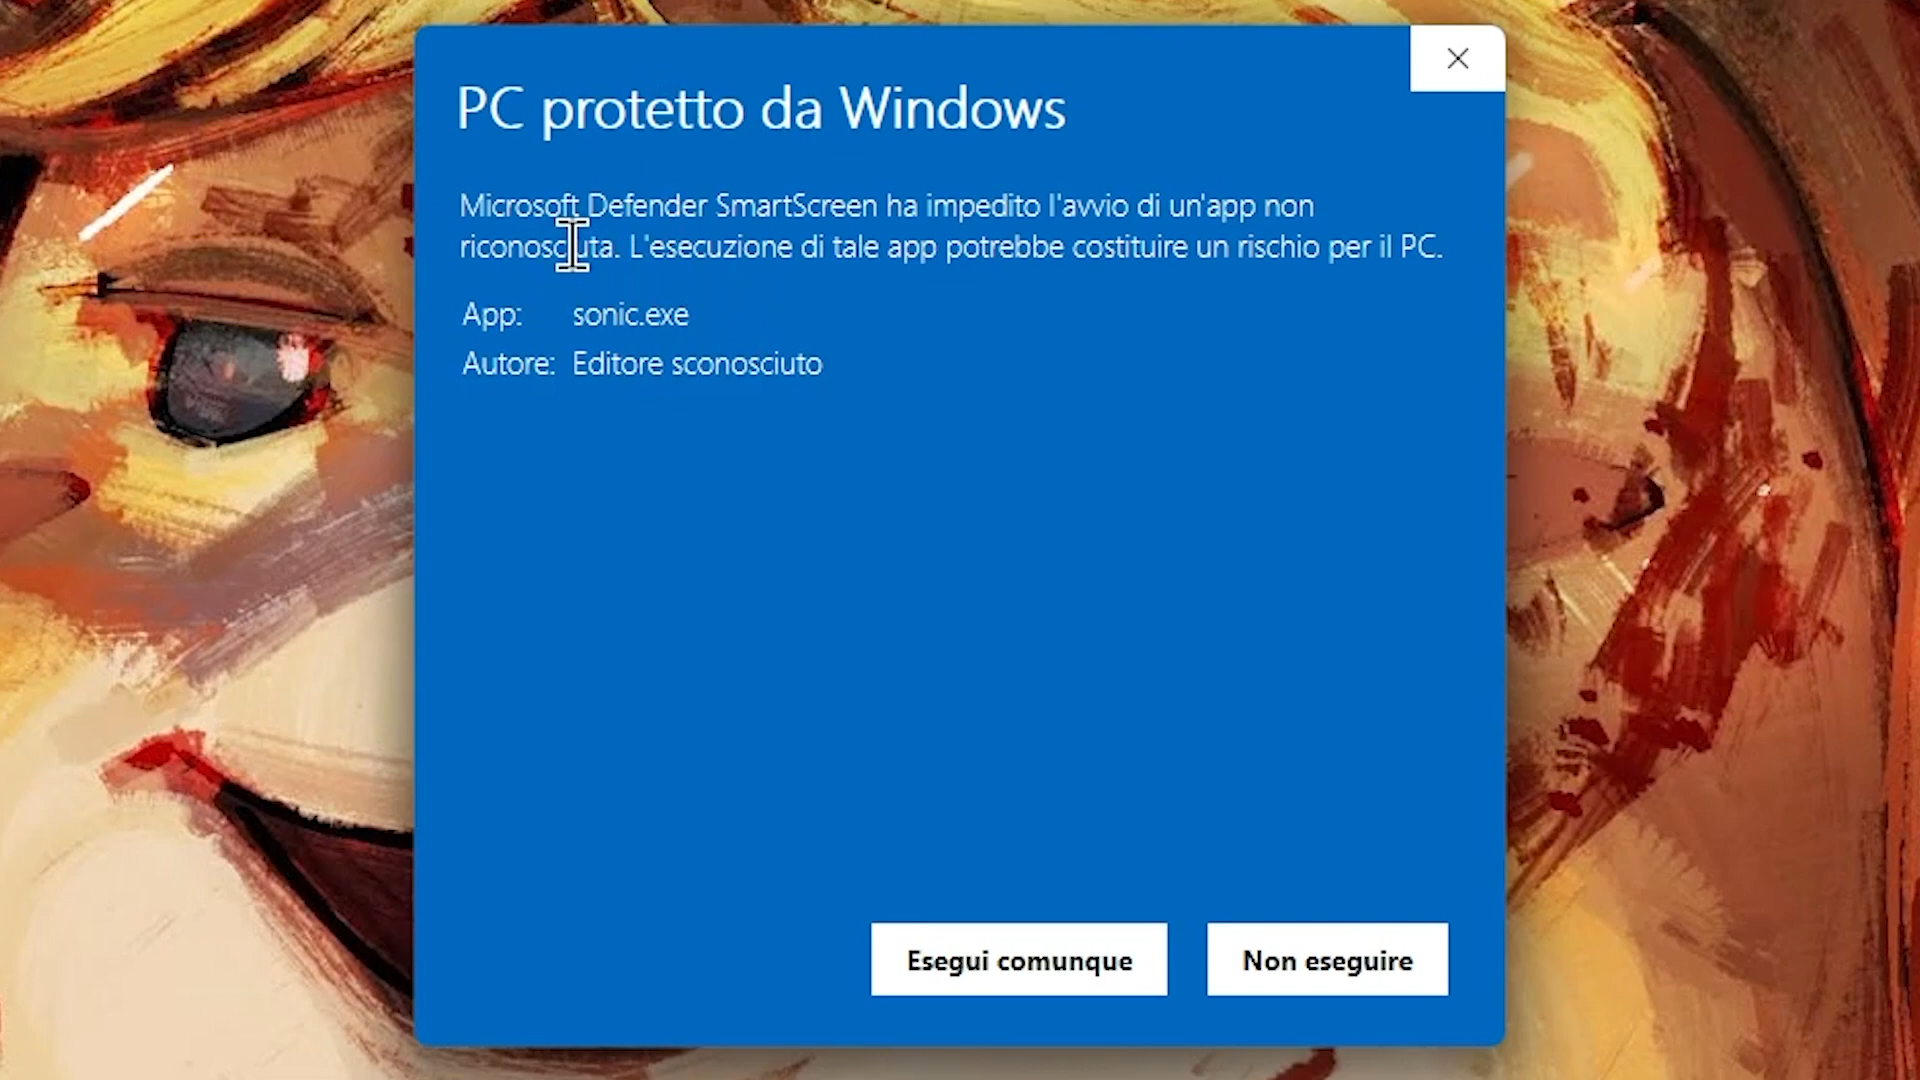 PC protetto da Windows
Microsoft Defender SmartScreen ha impedito l'avvio di un'app non
riconosciuta. L'esecuzione di tale app potrebbe costituire un rischio per il PC.
App: sonic.exe
Autore: Editore sconosciuto
Esegui comunque Non eseguire